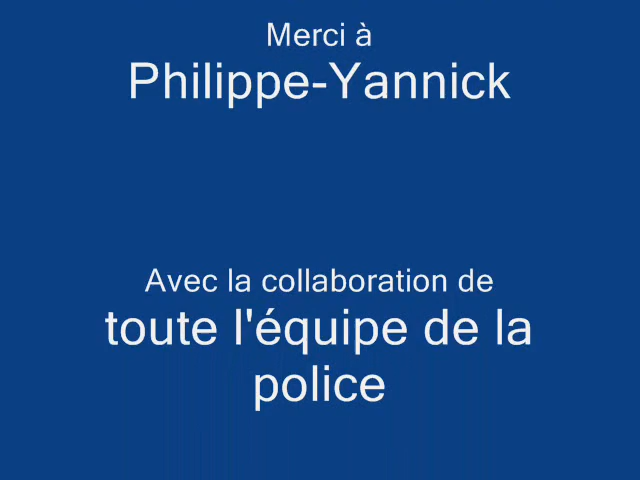 Merci à
Philippe-Yannick
Avec la collaboration de
toute l'équipe de la
police